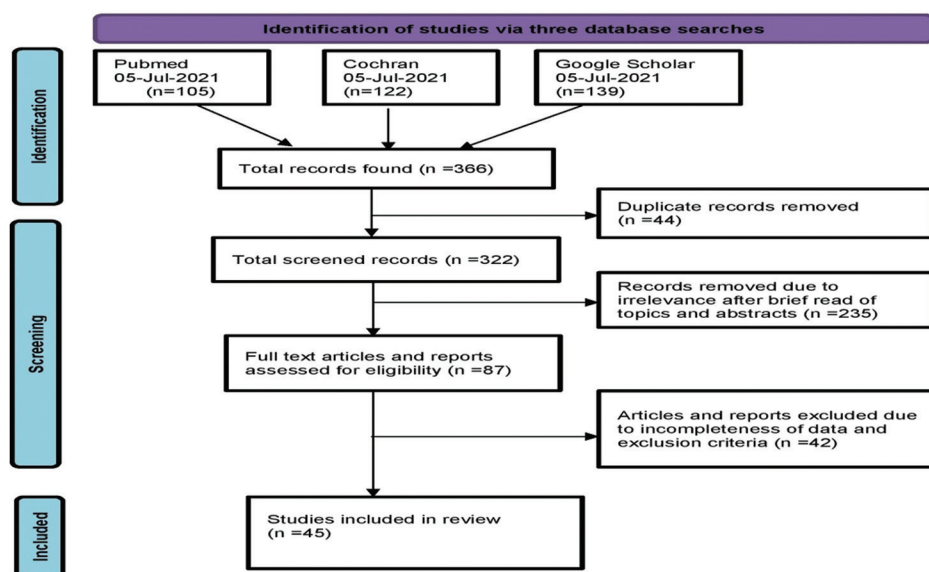 Identification of studies via three database searches
Identification
Pubmed
05-Jul-2021
(n=105)
Cochran
05-Jul-2021
(n=122)
Google Scholar
05-Jul-2021
(n=139)
Total records found (n =366)
Duplicate records removed
(n =44)
Screening
Total screened records (n =322)
Records removed due to
irrelevance after brief read of
topics and abstracts (n =235)
Full text articles and reports
assessed for eligibility (n =87)
Articles and reports excluded due
to incompleteness of data and
exclusion criteria (n =42)
Included
Studies included in review
(n =45)